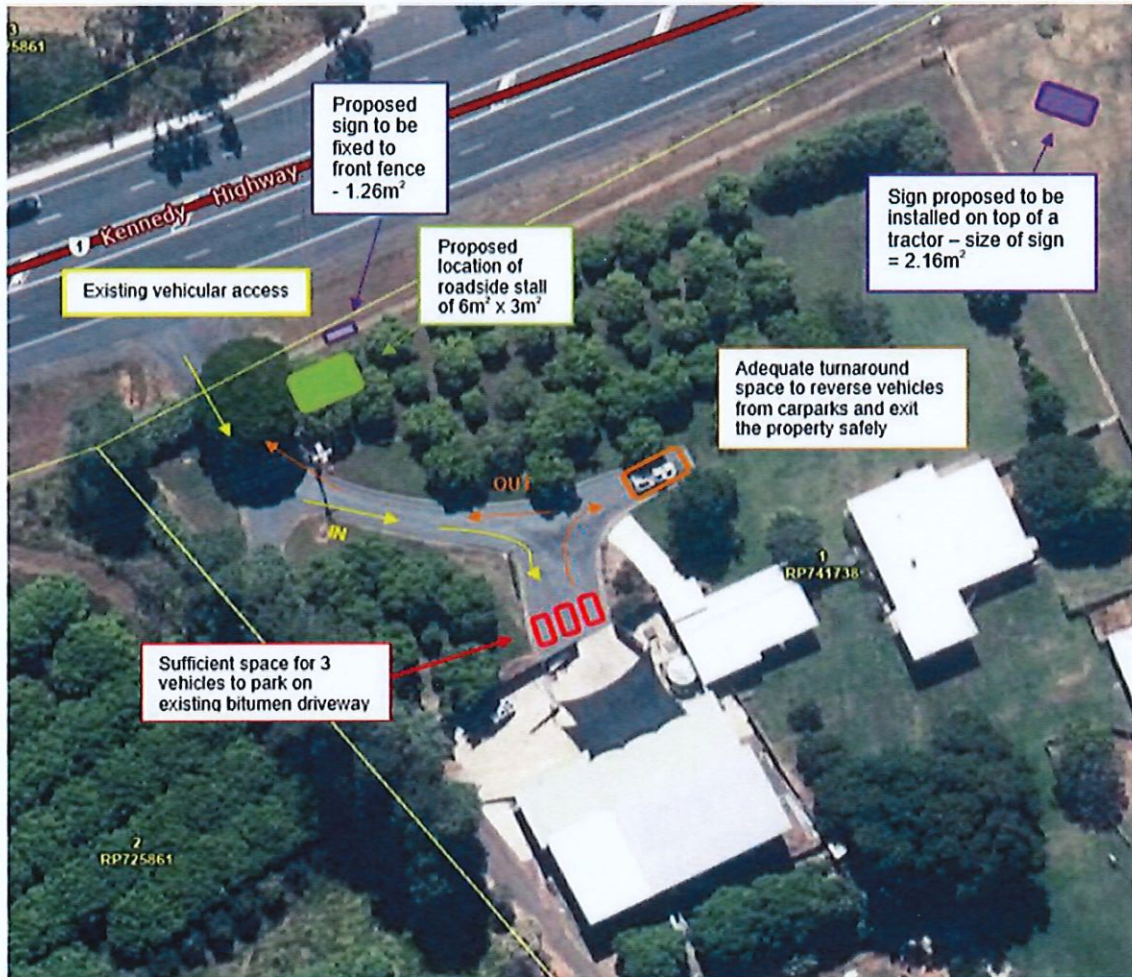 3
75861
Proposed
sign to be
fixed to
front fence
- 1.26m²
Kennedy Highway
1
Sign proposed to be
installed on top of a
tractor – size of sign
= 2.16m²
Proposed
location of
roadside stall
of 6m² x 3m²
Existing vehicular access
Adequate turnaround
space to reverse vehicles
from carparks and exit
the property safely
OUT
IN
1
RP741738
Sufficient space for 3
vehicles to park on
existing bitumen driveway
2
RP725861